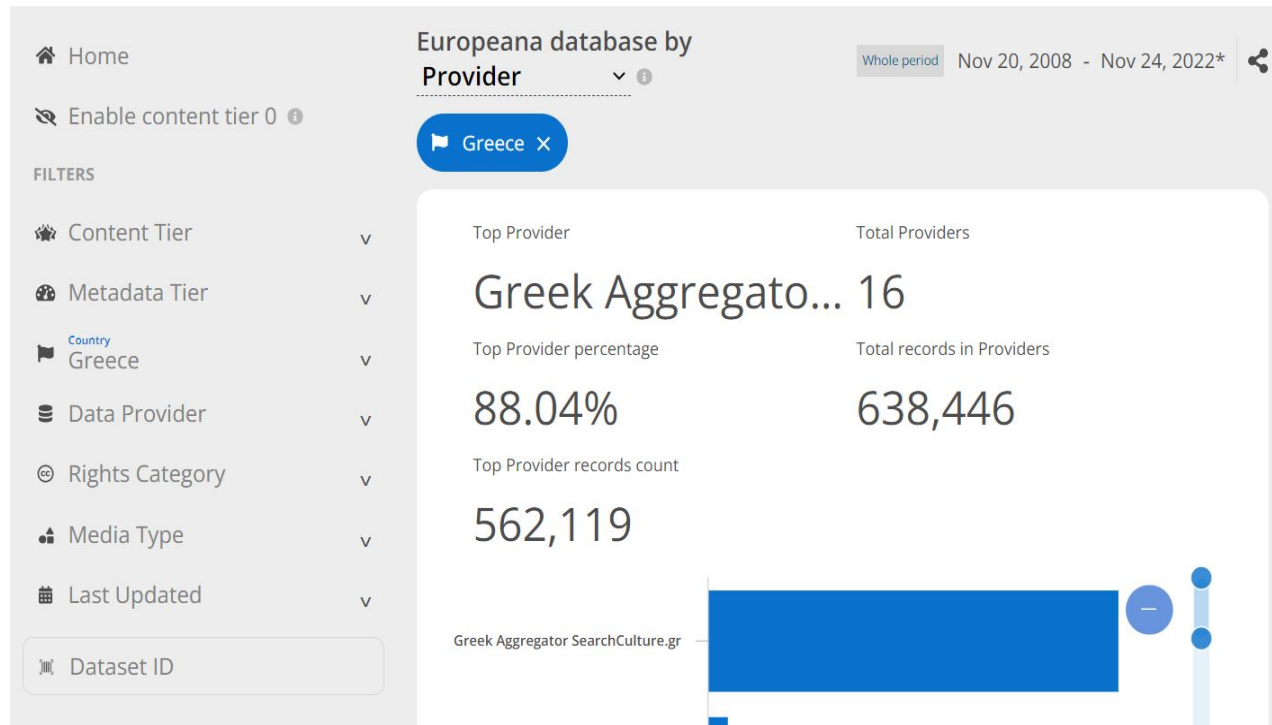 Home
Enable content tier 0
FILTERS
Content Tier
Metadata Tier
Country
Greece
Data Provider
Rights Category
Media Type
Last Updated
Dataset ID
Europeana database by
Provider
Whole period Nov 20, 2008 - Nov 24, 2022*
Greece
Top Provider
Greek Aggregato...
Total Providers
16
Top Provider percentage
88.04%
Total records in Providers
638,446
Top Provider records count
562,119
Greek Aggregator SearchCulture.gr